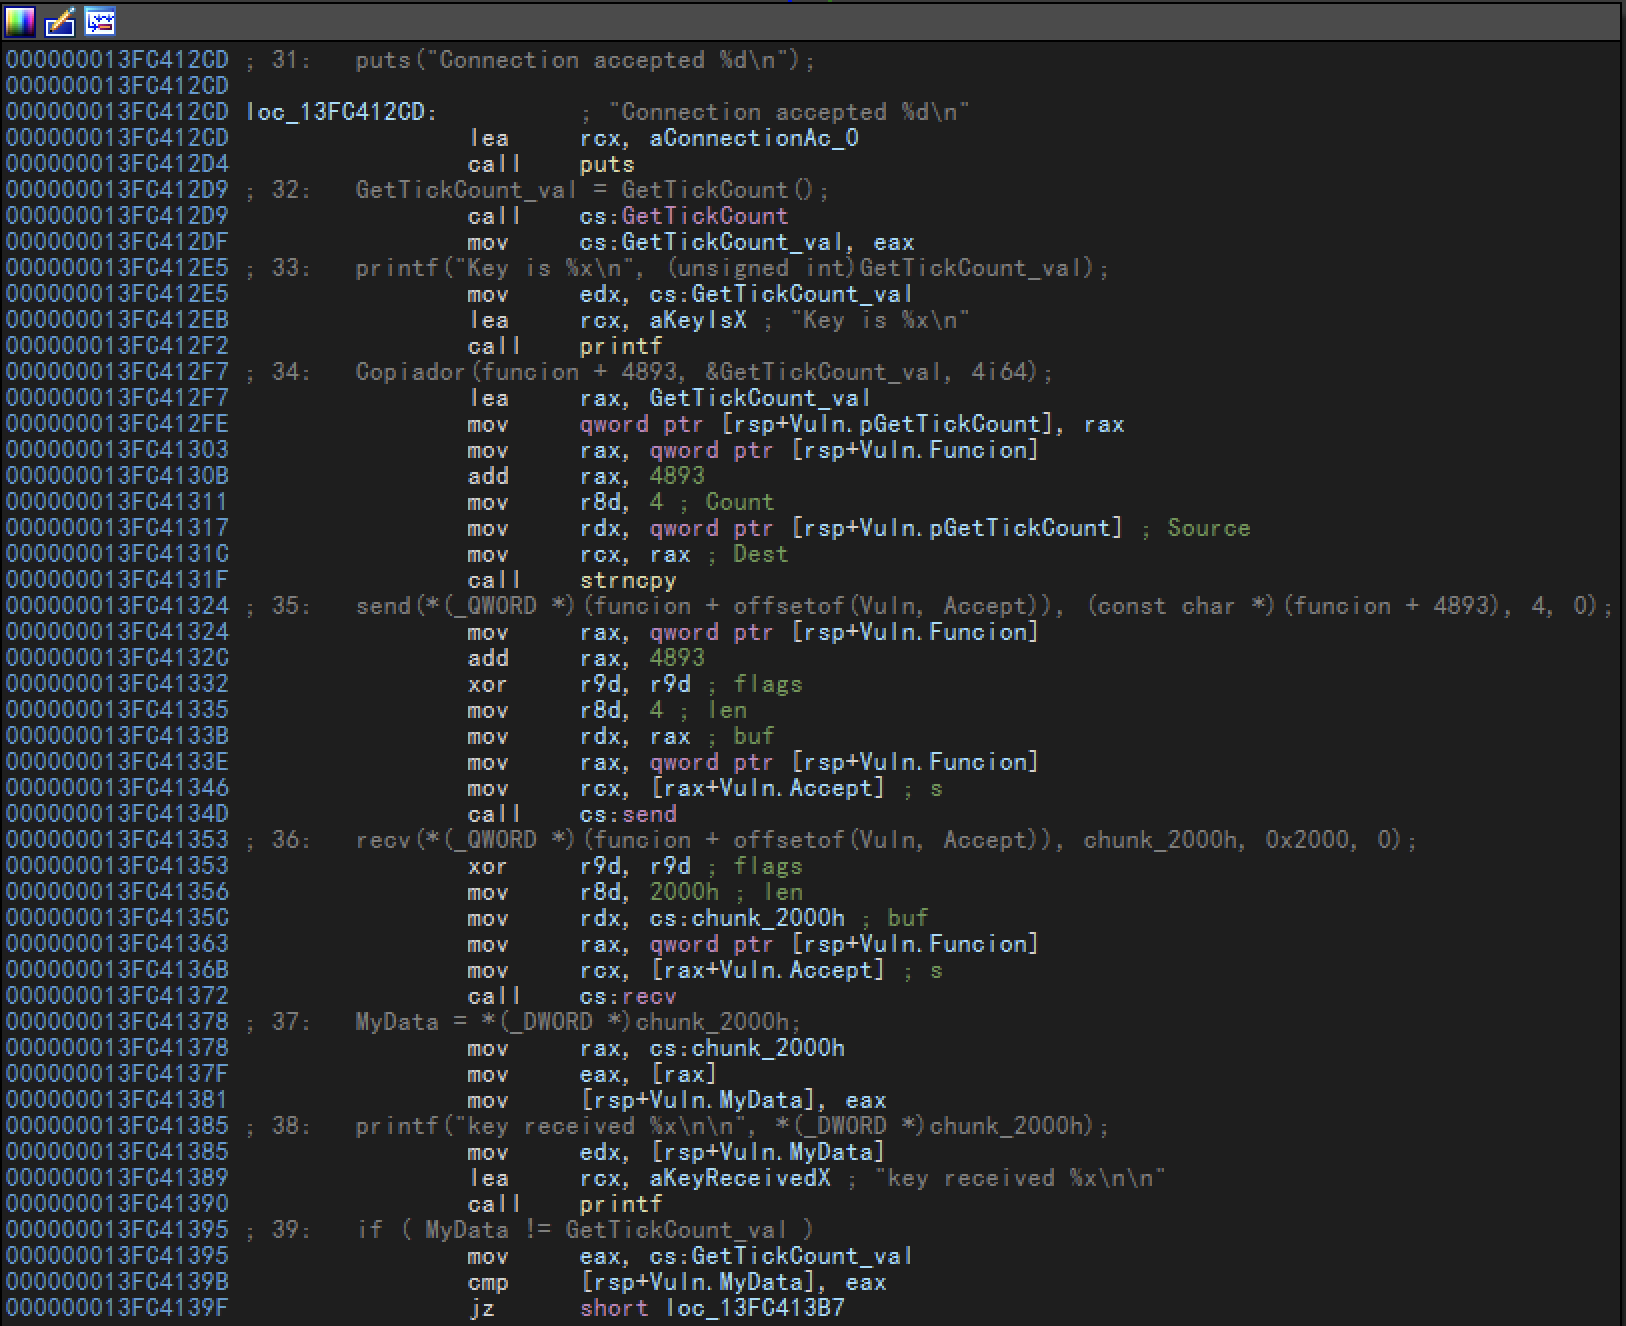 000000013FC412CD ; 31:   puts("Connection accepted %d\n");
000000013FC412CD
000000013FC412CD loc_13FC412CD:          ; "Connection accepted %d\n"
000000013FC412CD                 lea     rcx, aConnectionAc_0
000000013FC412D4                 call    puts
000000013FC412D9 ; 32:   GetTickCount_val = GetTickCount();
000000013FC412D9                 call    cs:GetTickCount
000000013FC412DF                 mov     cs:GetTickCount_val, eax
000000013FC412E5 ; 33:   printf("Key is %x\n", (unsigned int)GetTickCount_val);
000000013FC412E5                 mov     edx, cs:GetTickCount_val
000000013FC412EB                 lea     rcx, aKeyIsX ; "Key is %x\n"
000000013FC412F2                 call    printf
000000013FC412F7 ; 34:   Copiador(funcion + 4893, &GetTickCount_val, 4i64);
000000013FC412F7                 lea     rax, GetTickCount_val
000000013FC412FE                 mov     qword ptr [rsp+Vuln.pGetTickCount], rax
000000013FC41303                 mov     rax, qword ptr [rsp+Vuln.Funcion]
000000013FC4130B                 add     rax, 4893
000000013FC41311                 mov     r8d, 4 ; Count
000000013FC41317                 mov     rdx, qword ptr [rsp+Vuln.pGetTickCount] ; Source
000000013FC4131C                 mov     rcx, rax ; Dest
000000013FC4131F                 call    strncpy
000000013FC41324 ; 35:   send(*(_QWORD *)(funcion + offsetof(Vuln, Accept)), (const char *)(funcion + 4893), 4, 0);
000000013FC41324                 mov     rax, qword ptr [rsp+Vuln.Funcion]
000000013FC4132C                 add     rax, 4893
000000013FC41332                 xor     r9d, r9d ; flags
000000013FC41335                 mov     r8d, 4 ; len
000000013FC4133B                 mov     rdx, rax ; buf
000000013FC4133E                 mov     rax, qword ptr [rsp+Vuln.Funcion]
000000013FC41346                 mov     rcx, [rax+Vuln.Accept] ; s
000000013FC4134D                 call    cs:send
000000013FC41353 ; 36:   recv(*(_QWORD *)(funcion + offsetof(Vuln, Accept)), chunk_2000h, 0x2000, 0);
000000013FC41353                 xor     r9d, r9d ; flags
000000013FC41356                 mov     r8d, 2000h ; len
000000013FC4135C                 mov     rdx, cs:chunk_2000h ; buf
000000013FC41363                 mov     rax, qword ptr [rsp+Vuln.Funcion]
000000013FC4136B                 mov     rcx, [rax+Vuln.Accept] ; s
000000013FC41372                 call    cs:recv
000000013FC41378 ; 37:   MyData = *(_DWORD *)chunk_2000h;
000000013FC41378                 mov     rax, cs:chunk_2000h
000000013FC4137F                 mov     eax, [rax]
000000013FC41381                 mov     [rsp+Vuln.MyData], eax
000000013FC41385 ; 38:   printf("key received %x\n\n", *(_DWORD *)chunk_2000h);
000000013FC41385                 mov     edx, [rsp+Vuln.MyData]
000000013FC41389                 lea     rcx, aKeyReceivedX ; "key received %x\n\n"
000000013FC41390                 call    printf
000000013FC41395 ; 39:   if ( MyData != GetTickCount_val )
000000013FC41395                 mov     eax, cs:GetTickCount_val
000000013FC4139B                 cmp     [rsp+Vuln.MyData], eax
000000013FC4139F                 jz      short loc_13FC413B7